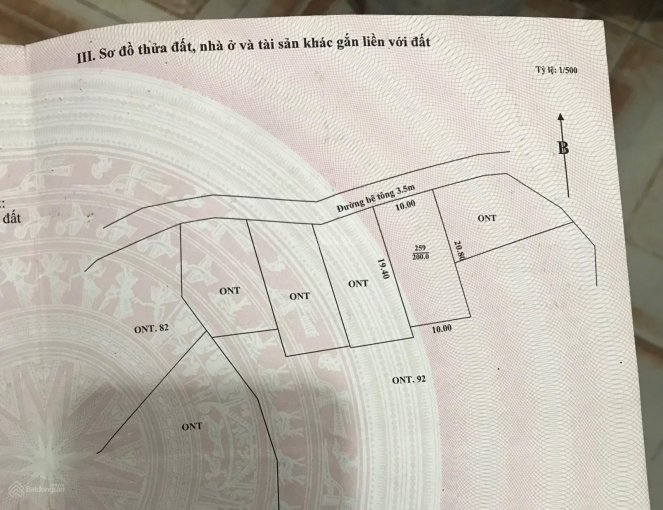 III. Sơ đồ thửa đất, nhà ở và tài sản khác gắn liền với đất
Tỷ lệ: 1/500
B
đất
Đường bê tông 3.5m
10.00
ONT
259
200.0
20.80
19.40
ONT
ONT
ONT
ONT. 82
10.00
ONT. 92
ONT
Batdongsan